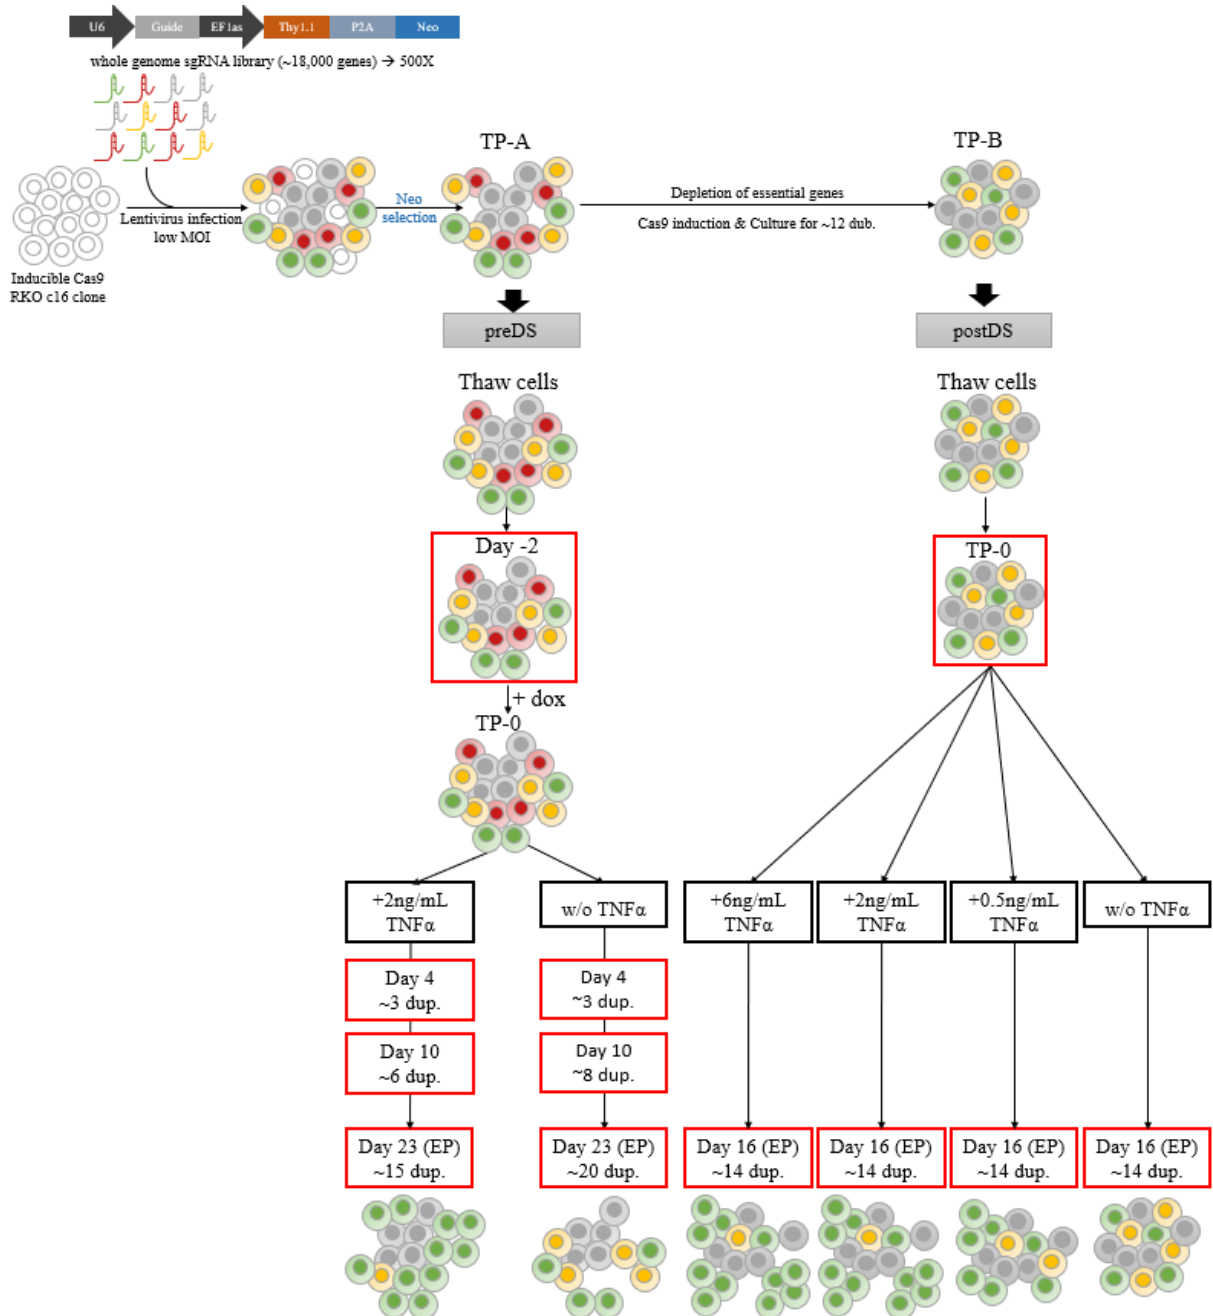 U6 Guide EF1as Thy1.1 P2A Neo
whole genome sgRNA library (~18,000 genes) → 500X
TP-A
TP-B
Neo
selection
Depletion of essential genes
Cas9 induction & Culture for ~12 dub.
Lentivirus infection
low MOI
Inducible Cas9
RKO c16 clone
preDS
postDS
Thaw cells
Thaw cells
Day -2
TP-0
+ dox
TP-0
+2ng/mL
TNFα
w/o TNFα
+6ng/mL
TNFα
+2ng/mL
TNFα
+0.5ng/mL
TNFα
w/o TNFα
Day 4
~3 dup.
Day 4
~3 dup.
Day 10
~6 dup.
Day 10
~8 dup.
Day 23 (EP)
~15 dup.
Day 23 (EP)
~20 dup.
Day 16 (EP)
~14 dup.
Day 16 (EP)
~14 dup.
Day 16 (EP)
~14 dup.
Day 16 (EP)
~14 dup.